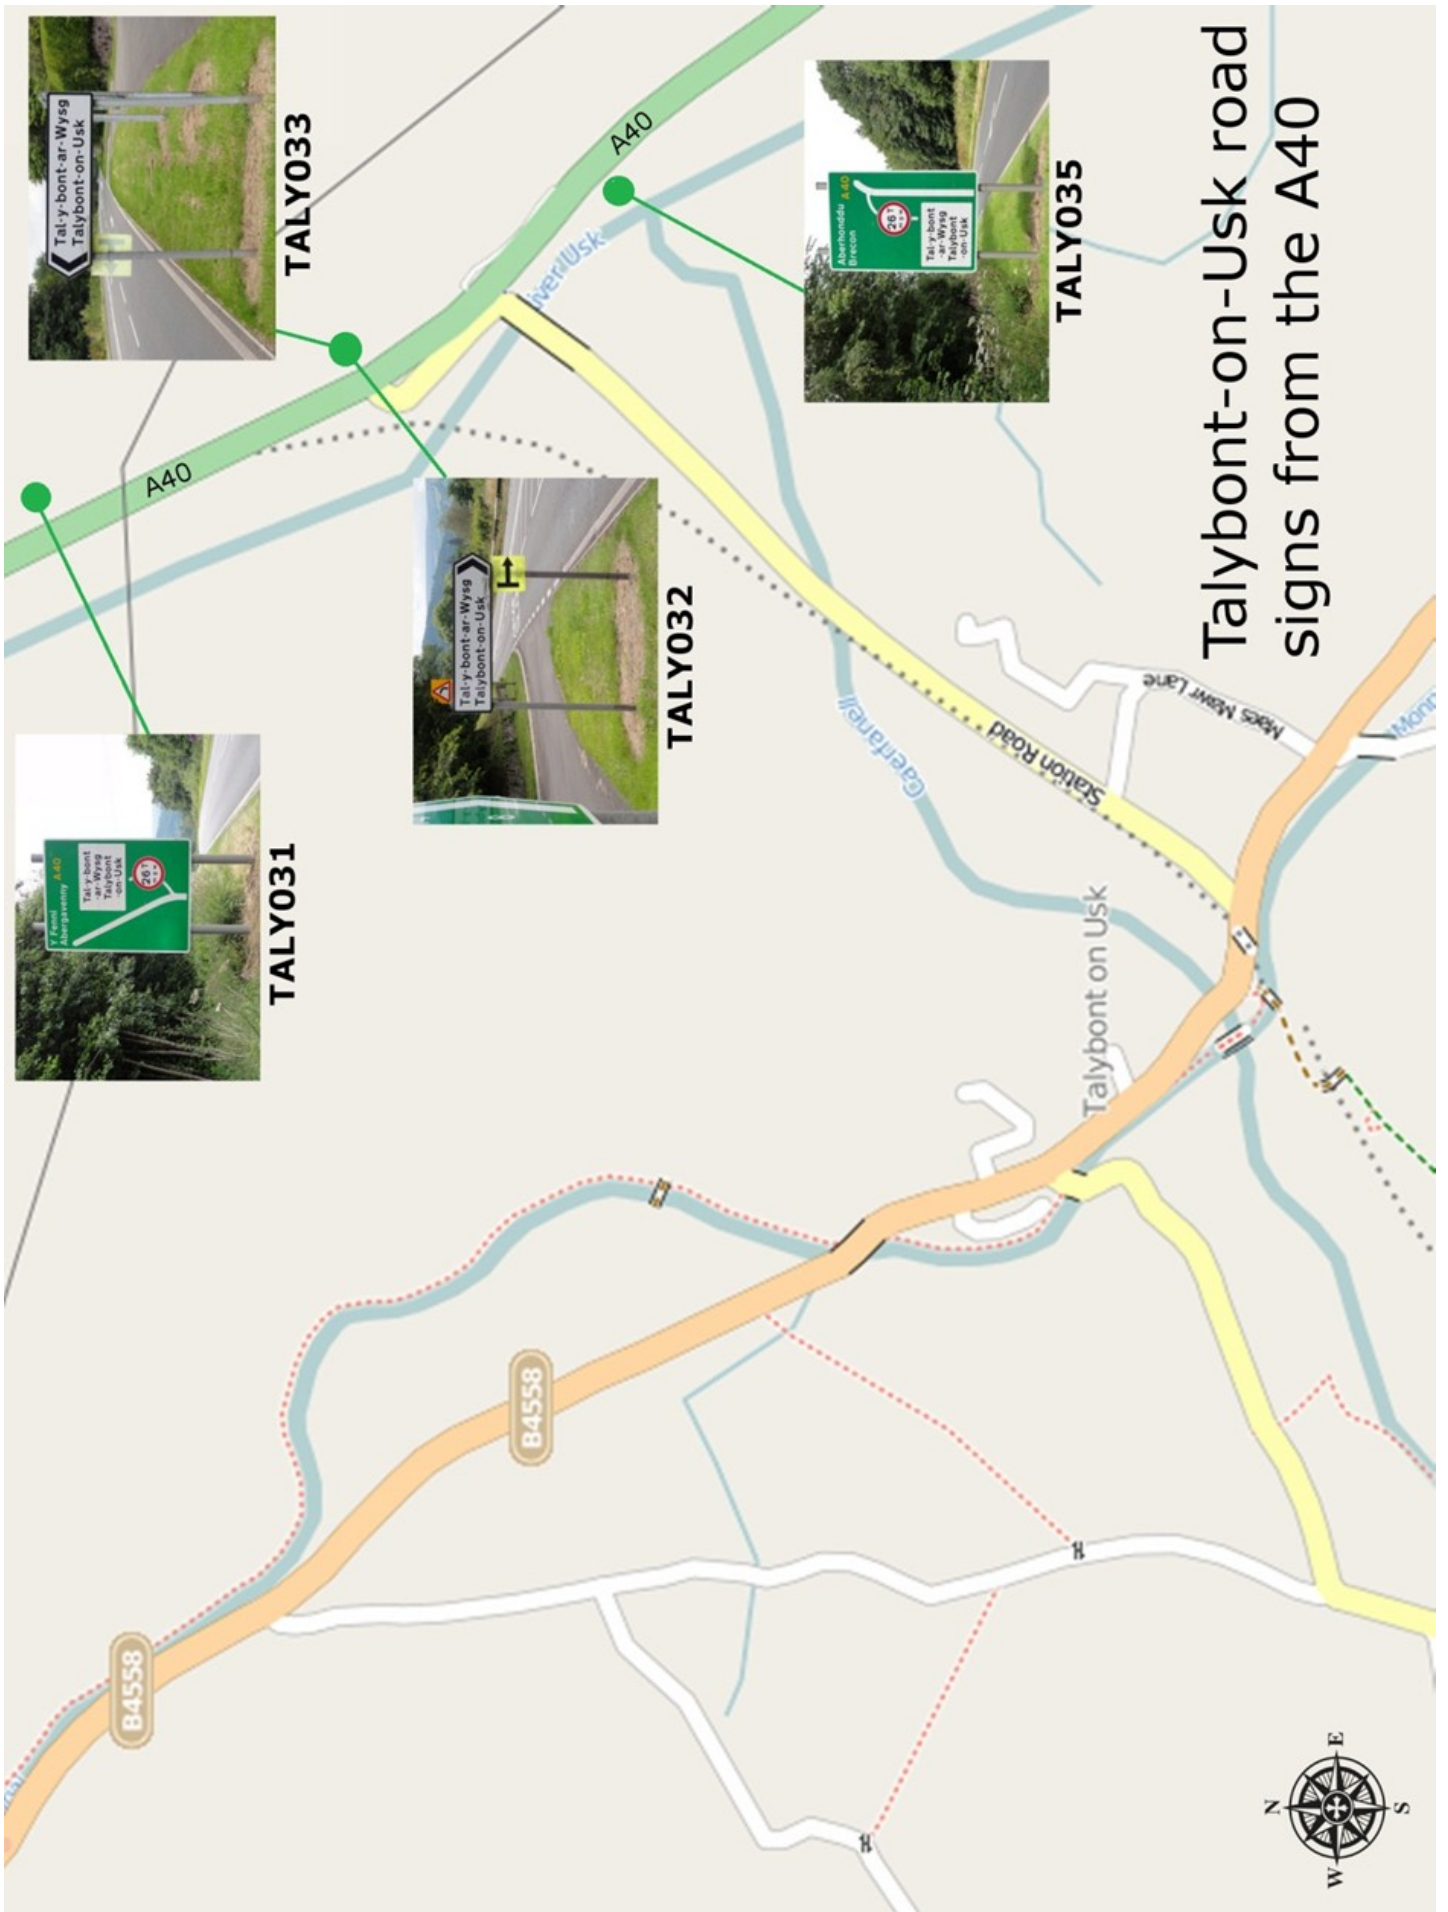 Y Fenni
Abergavenny A40
Tal-y-bont
-ar-Wysg
Talybont
-on-Usk
26T
TALY031
Tal-y-bont-ar-Wysg
Talybont-on-Usk
TALY033
Tal-y-bont-ar-Wysg
Talybont-on-Usk
TALY032
Aberhonddu
Brecon
A40
26T
Tal-y-bont
-ar-Wysg
Talybont
-on-Usk
TALY035
A40
A40
iver Usk
B4558
B4558
Caerfanell
Station Road
Maes Mawr Lane
Talybont on Usk
Talybont-on-Usk road
signs from the A40
N
W
E
S